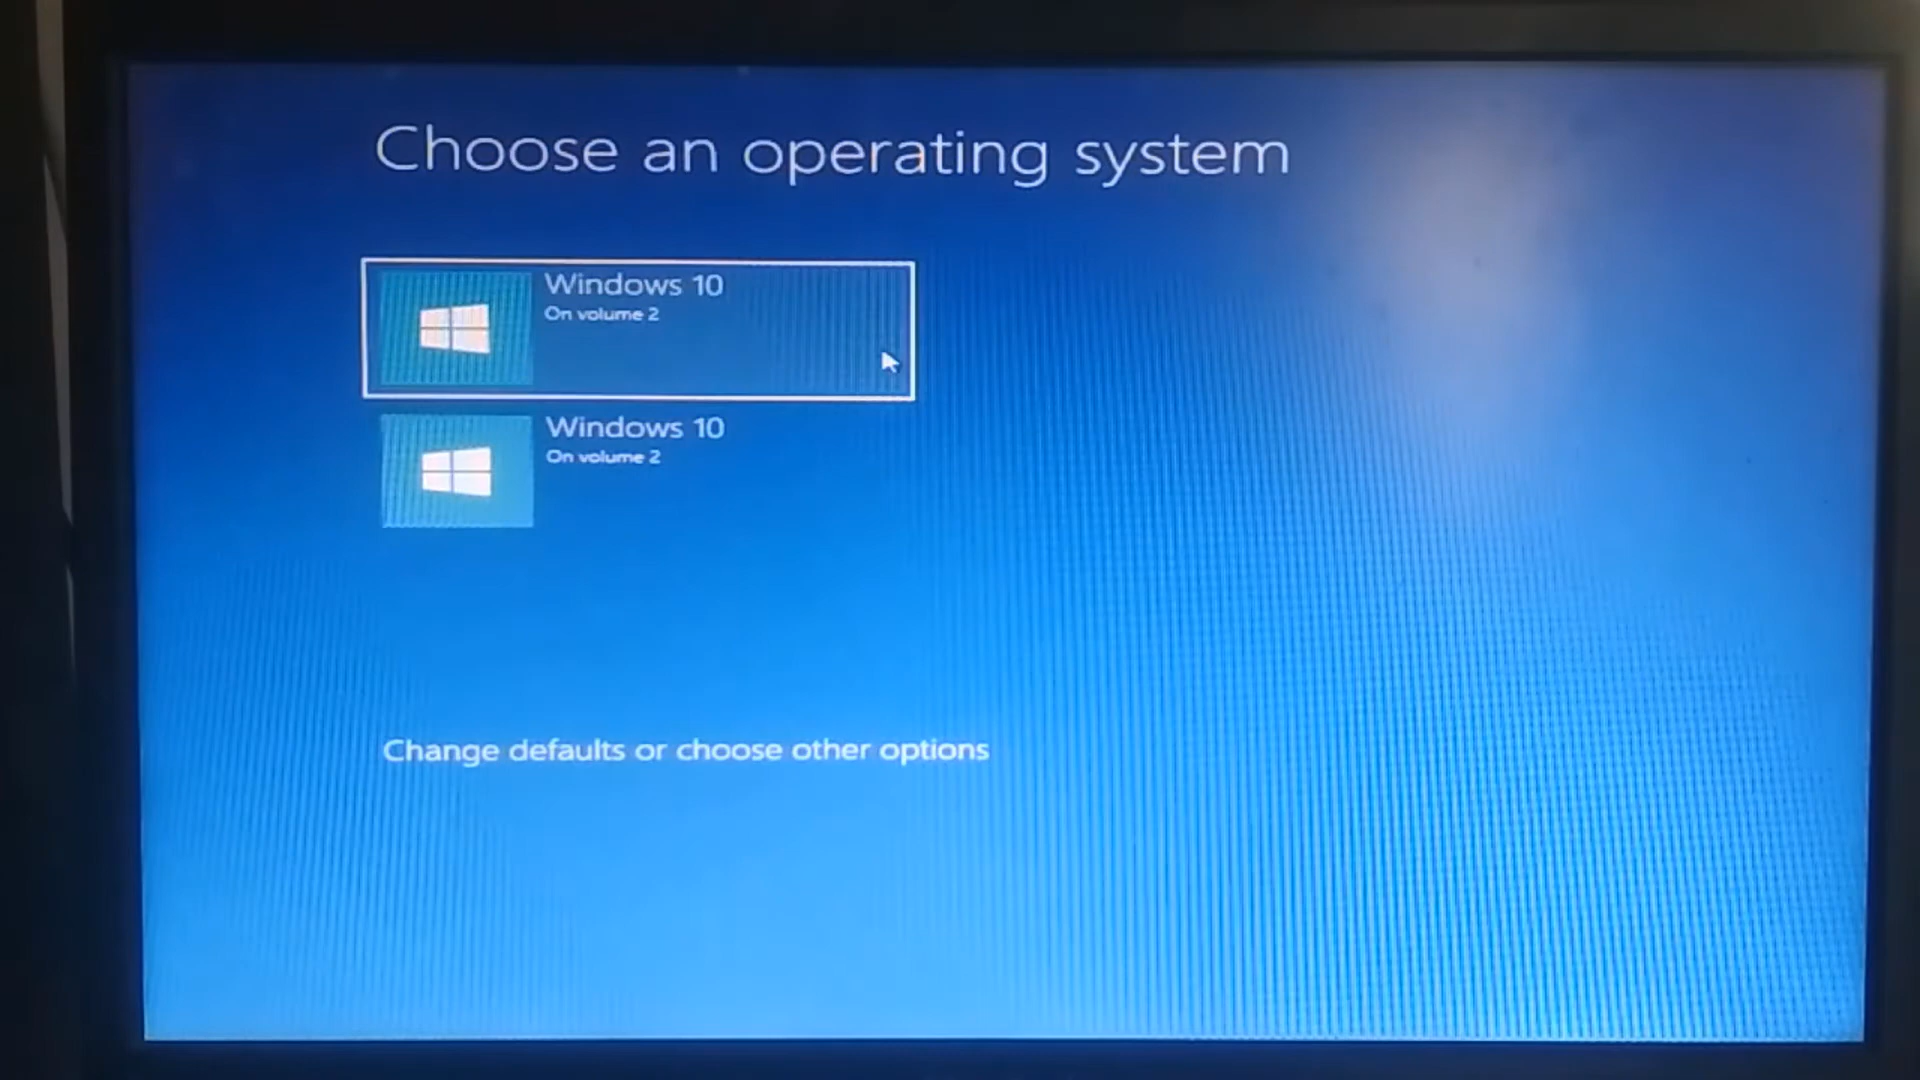 Choose an operating system
Windows 10
On volume 2
Windows 10
On volume 2
Change defaults or choose other options